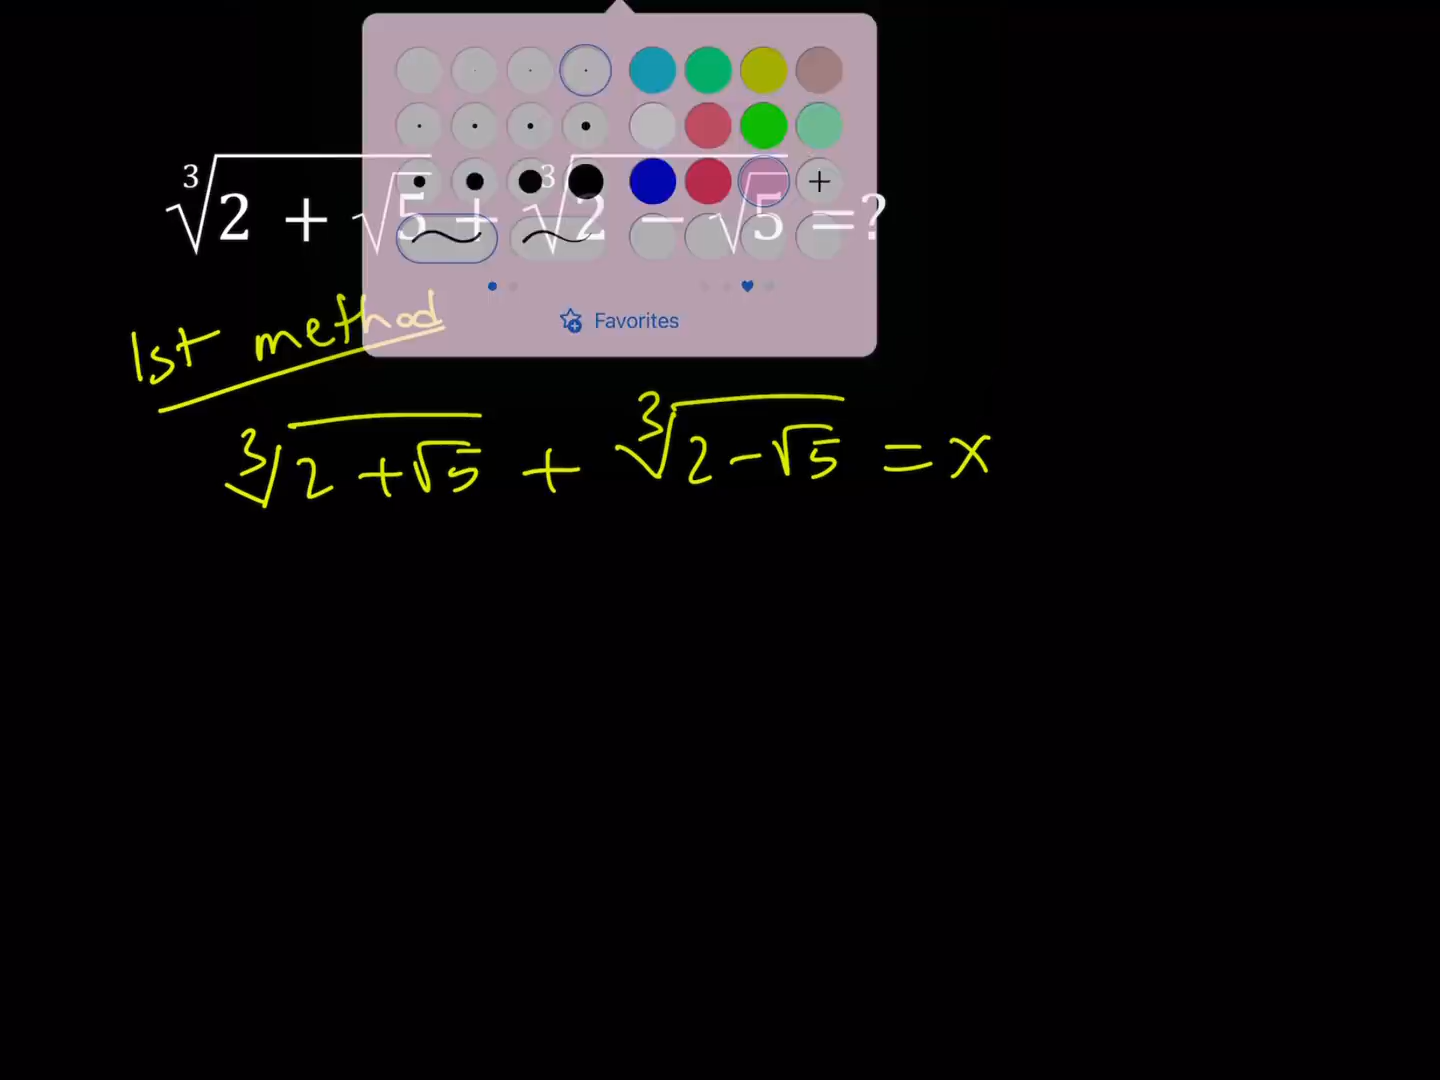 ∛(2 + √5) + ∛(2 − √5) =?
Favorites
1st method
∛(2 + √5) + ∛(2 − √5) = x